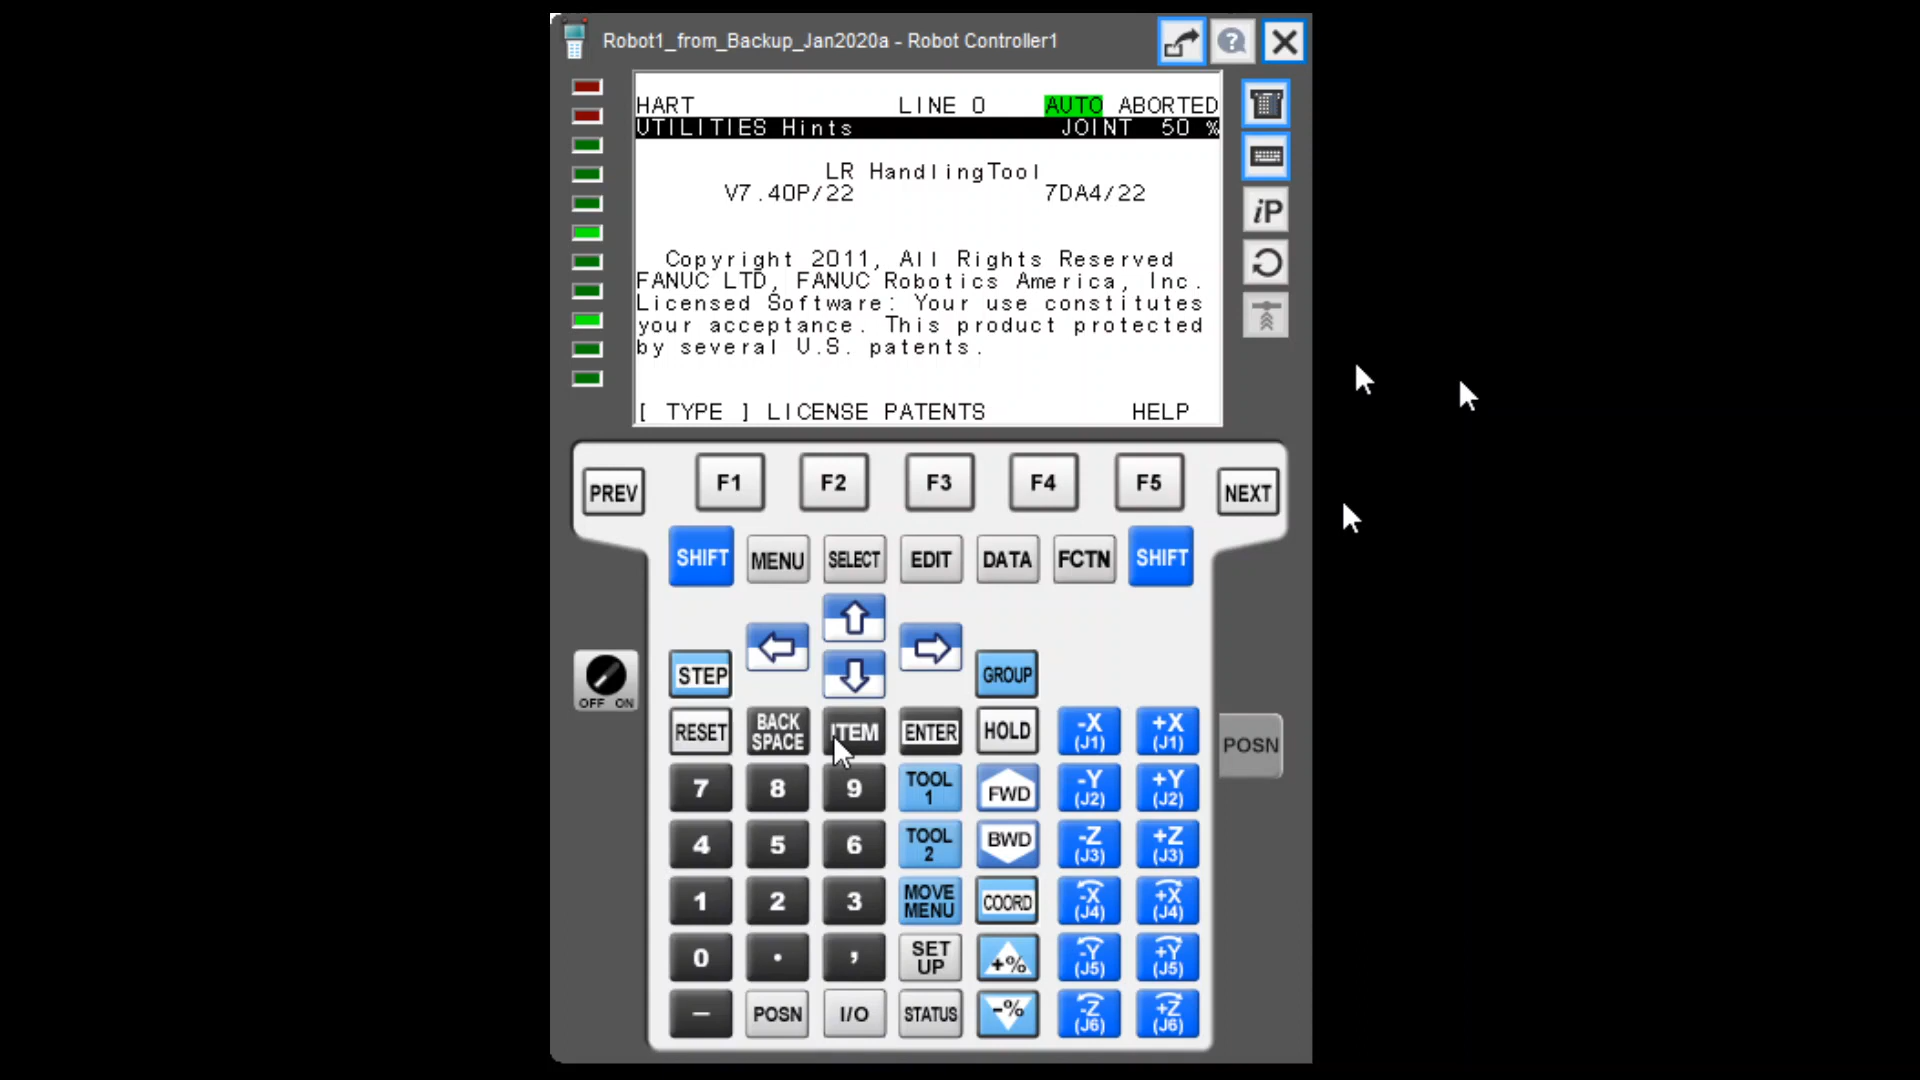 Robot1_from_Backup_Jan2020a - Robot Controller1
HART LINE 0 AUTO ABORTED
UTILITIES Hints JOINT 50 %
LR HandlingTool
V7.40P/22 7DA4/22
Copyright 2011, All Rights Reserved
FANUC LTD, FANUC Robotics America, Inc.
Licensed Software: Your use constitutes
your acceptance. This product protected
by several U.S. patents.
[ TYPE ] LICENSE PATENTS HELP
iP
PREV F1 F2 F3 F4 F5 NEXT
SHIFT MENU SELECT EDIT DATA FCTN SHIFT
STEP GROUP
OFF ON
RESET BACK SPACE ITEM ENTER HOLD -X (J1) +X (J1) POSN
7 8 9 TOOL 1 FWD -Y (J2) +Y (J2)
4 5 6 TOOL 2 BWD -Z (J3) +Z (J3)
1 2 3 MOVE MENU COORD -X (J4) +X (J4)
0 . , SET UP +% -Y (J5) +Y (J5)
- POSN I/O STATUS -% -Z (J6) +Z (J6)